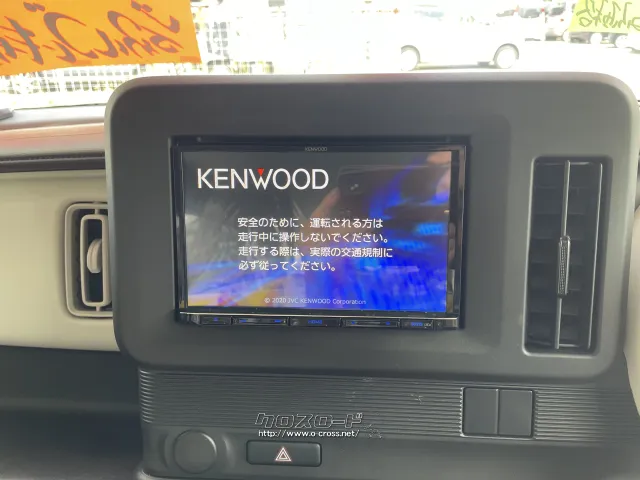 KENWOOD
KENWOOD
安全のために、運転される方は
走行中に操作しないでください。
走行する際は、実際の交通規制に
必ず従ってください。
© 2020 JVC KENWOOD Corporation
クロスロード
http://www.o-cross.net/